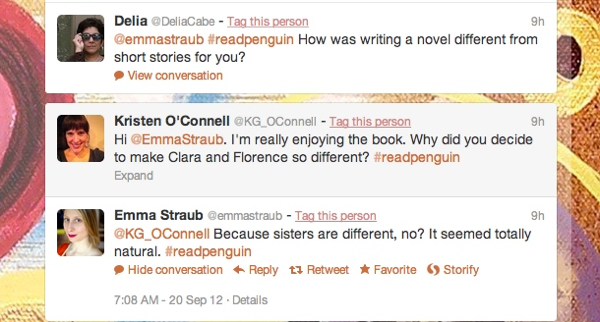 Delia @DeliaCabe - Tag this person 9h
@emmastraub #readpenguin How was writing a novel different from
short stories for you?
View conversation
Kristen O'Connell @KG_OConnell - Tag this person 9h
Hi @EmmaStraub. I'm really enjoying the book. Why did you decide
to make Clara and Florence so different? #readpenguin
Expand
Emma Straub @emmastraub - Tag this person 9h
@KG_OConnell Because sisters are different, no? It seemed totally
natural. #readpenguin
Hide conversation Reply Retweet Favorite Storify
7:08 AM - 20 Sep 12 · Details